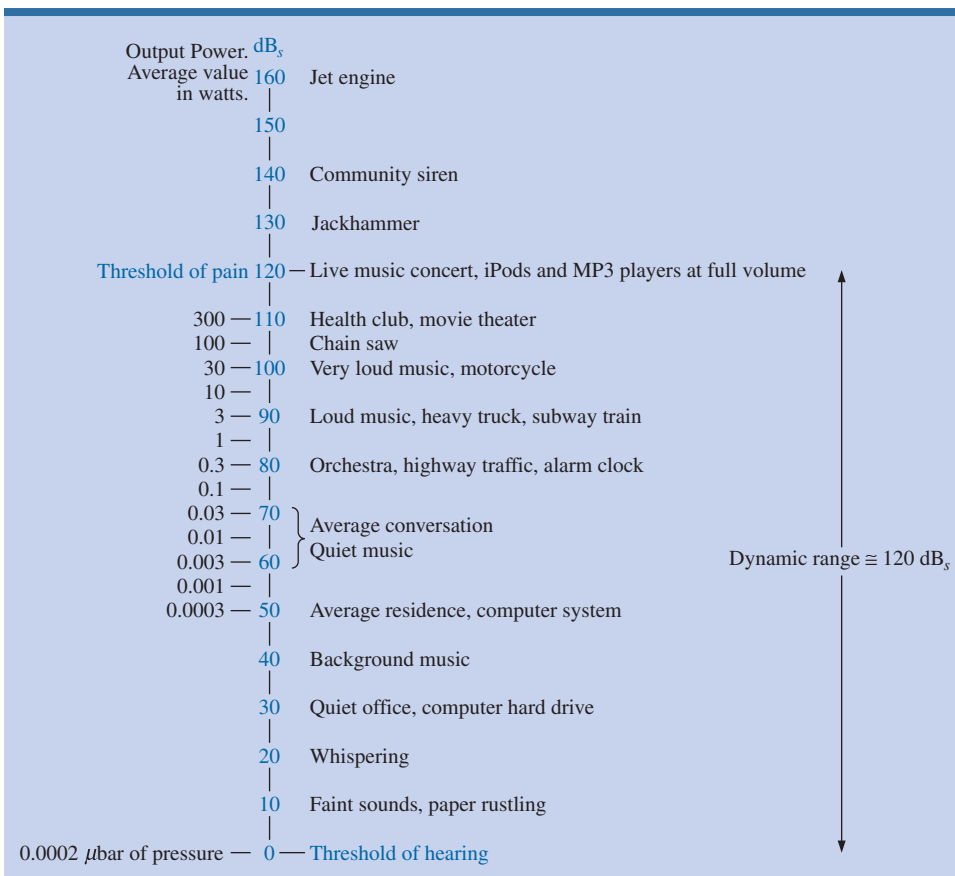 Output Power. dBs
Average value 160 Jet engine
in watts.
150
140 Community siren
130 Jackhammer
Threshold of pain 120 Live music concert, iPods and MP3 players at full volume
300 110 Health club, movie theater
100 Chain saw
30 100 Very loud music, motorcycle
10
3 90 Loud music, heavy truck, subway train
1
0.3 80 Orchestra, highway traffic, alarm clock
0.1
0.03 70
Average conversation
0.01
Quiet music
0.003 60
Dynamic range ≅ 120 dBs
0.001
0.0003 50 Average residence, computer system
40 Background music
30 Quiet office, computer hard drive
20 Whispering
10 Faint sounds, paper rustling
0.0002 μbar of pressure 0 Threshold of hearing